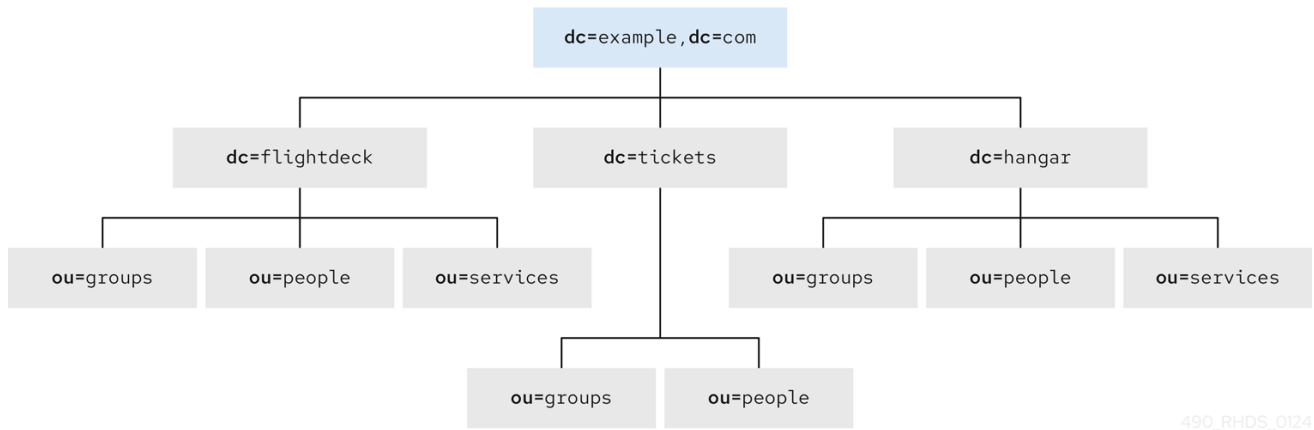 dc=example,dc=com
dc=flightdeck
dc=tickets
dc=hangar
ou=groups
ou=people
ou=services
ou=groups
ou=people
ou=services
ou=groups
ou=people
490_RHDS_0124